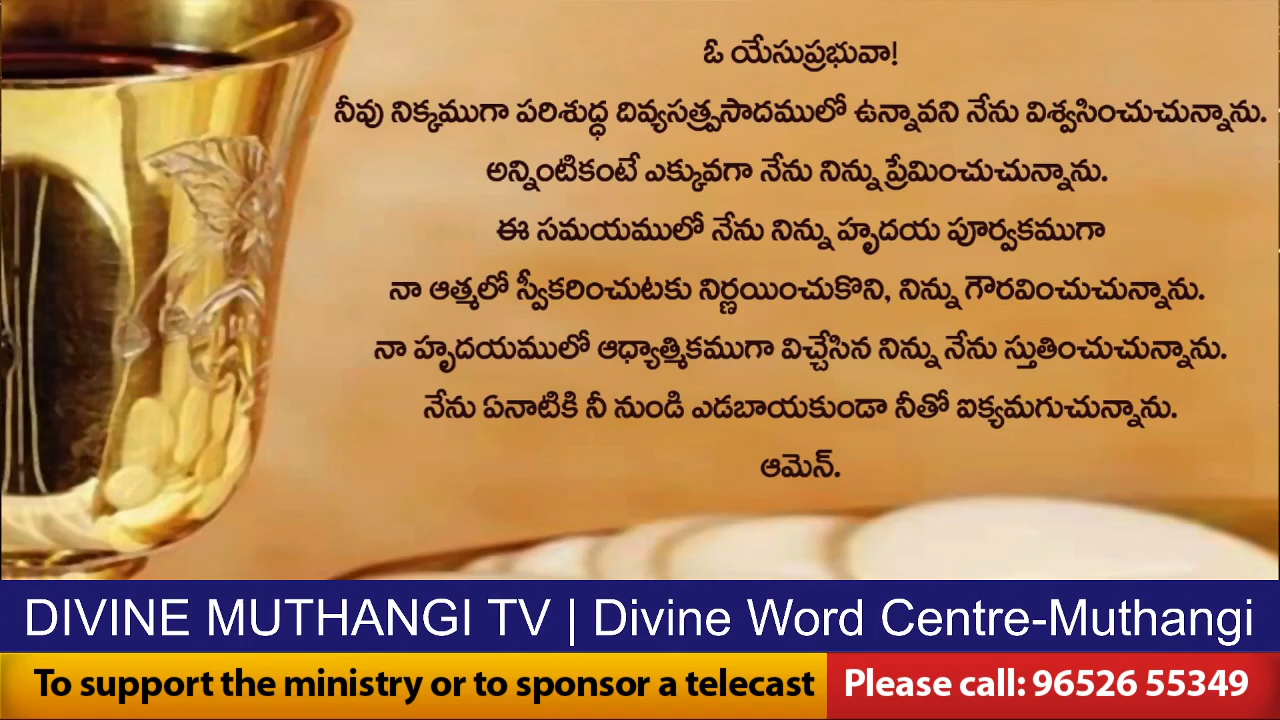 ఓ యేసుప్రభువా!
నీవు నిక్కముగా పరిశుద్ధ దివ్యసత్ప్రసాదములో ఉన్నావని నేను విశ్వసించుచున్నాను.
అన్నింటికంటే ఎక్కువగా నేను నిన్ను ప్రేమించుచున్నాను.
ఈ సమయములో నేను నిన్ను హృదయ పూర్వకముగా
నా ఆత్మలో స్వీకరించుటకు నిర్ణయించుకొని, నిన్ను గౌరవించుచున్నాను.
నా హృదయములో ఆధ్యాత్మికముగా విచ్చేసిన నిన్ను నేను స్తుతించుచున్నాను.
నేను ఏనాటికి నీ నుండి ఎడబాయకుండా నీతో ఐక్యమగుచున్నాను.
ఆమెన్.
DIVINE MUTHANGI TV | Divine Word Centre-Muthangi
To support the ministry or to sponsor a telecast Please call: 96526 55349